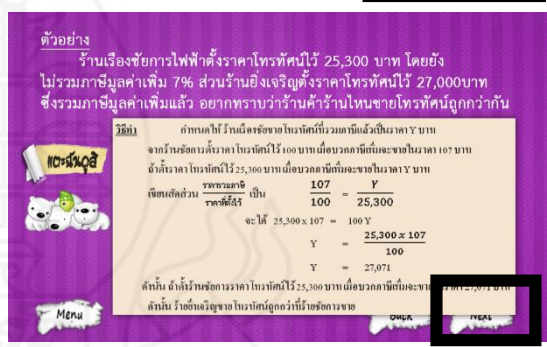 ตัวอย่าง
ร้านเรืองชัยการไฟฟ้าตั้งราคาโทรทัศน์ไว้ 25,300 บาท โดยยัง
ไม่รวมภาษีมูลค่าเพิ่ม 7% ส่วนร้านยิ่งเจริญตั้งราคาโทรทัศน์ไว้ 27,000บาท
ซึ่งรวมภาษีมูลค่าเพิ่มแล้ว อยากทราบว่าร้านค้าร้านไหนขายโทรทัศน์ถูกกว่ากัน
วิธีทำ กำหนดให้ ร้านเรืองชัยขายโทรทัศน์ที่รวมภาษีแล้วเป็นราคา Y บาท
จากร้านชัยการตั้งราคาโทรทัศน์ไว้ 100 บาทเมื่อบวกภาษีเพิ่มจะขายในราคา 107 บาท
ถ้าตั้งราคาโทรทัศน์ไว้ 25,300 บาทเมื่อบวกภาษีเพิ่มจะขายในราคา Y บาท
เขียนสัดส่วน ราคารวมภาษี/ราคาที่ตั้งไว้ เป็น 107/100 = Y/25,300
จะได้ 25,300 x 107 = 100 Y
Y = 25,300 x 107/100
Y = 27,071
ดังนั้น ถ้าตั้งร้านชัยการราคาโทรทัศน์ไว้ 25,300 บาท เมื่อบวกภาษีเพิ่มจะขาย ราคา 27,071 บาท
ดังนั้น ร้ายยิ่งเจริญขายโทรทัศน์ถูกกว่าที่ร้ายชัยการขาย
แตะฉันดูสิ
Menu
Back
Next